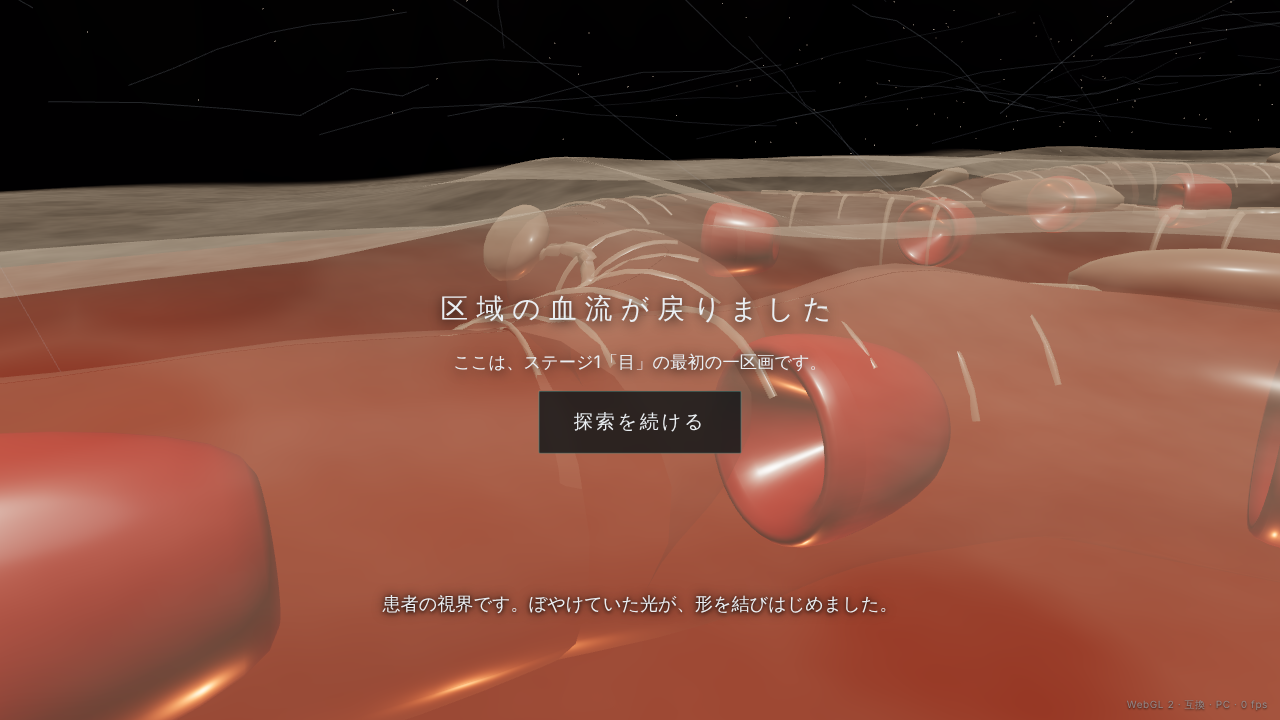 区域の血流が戻りました
ここは、ステージ1「目」の最初の一区画です。
探索を続ける
患者の視界です。ぼやけていた光が、形を結びはじめました。
WebGL 2 · 互換 · PC · 0 fps